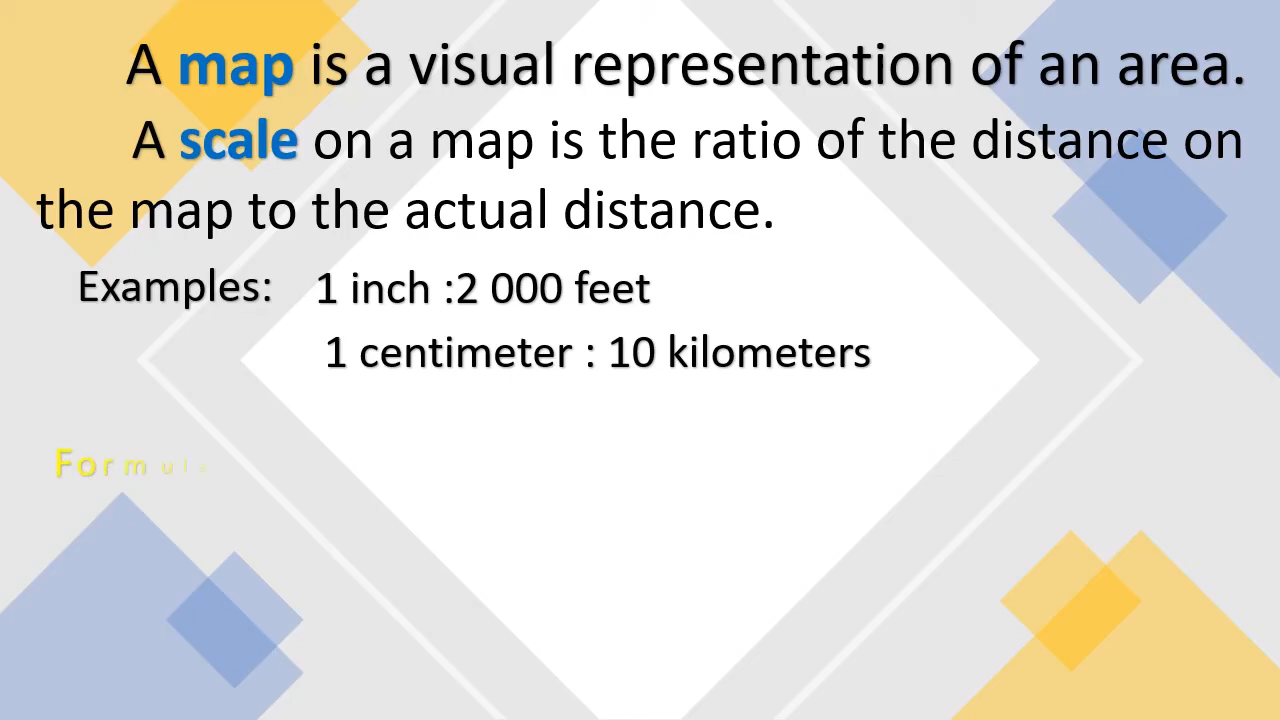 A map is a visual representation of an area.
A scale on a map is the ratio of the distance on
the map to the actual distance.
Examples: 1 inch :2 000 feet
1 centimeter : 10 kilometers
Formul